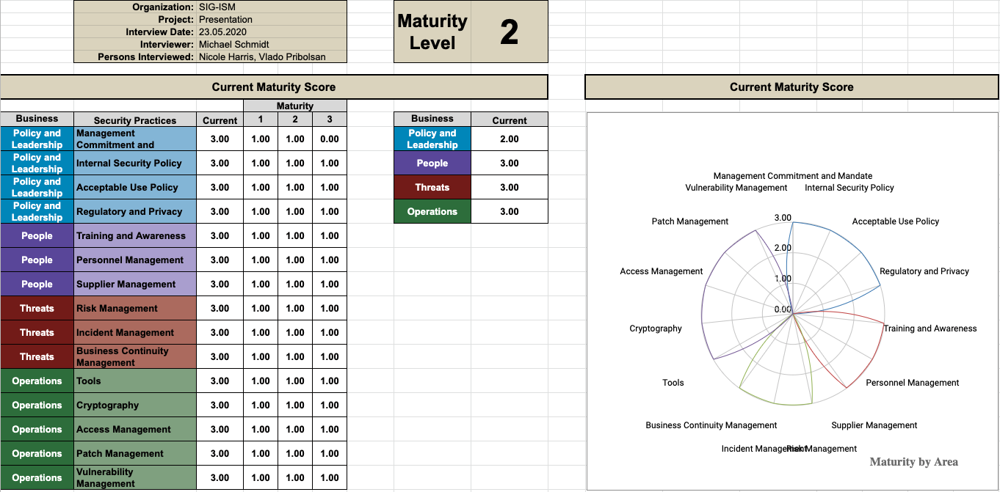 Organization: SIG-ISM
Project: Presentation
Interview Date: 23.05.2020
Interviewer: Michael Schmidt
Persons Interviewed: Nicole Harris, Vlado Pribolsan
Maturity
Level
2
Current Maturity Score
Maturity
Business Security Practices Current 1 2 3
Policy and
Leadership
Management
Commitment and
3.00 1.00 1.00 0.00
Policy and
Leadership
Internal Security Policy 3.00 1.00 1.00 1.00
Policy and
Leadership
Acceptable Use Policy 3.00 1.00 1.00 1.00
Policy and
Leadership
Regulatory and Privacy 3.00 1.00 1.00 1.00
People Training and Awareness 3.00 1.00 1.00 1.00
People Personnel Management 3.00 1.00 1.00 1.00
People Supplier Management 3.00 1.00 1.00 1.00
Threats Risk Management 3.00 1.00 1.00 1.00
Threats Incident Management 3.00 1.00 1.00 1.00
Threats
Business Continuity
Management
3.00 1.00 1.00 1.00
Operations Tools 3.00 1.00 1.00 1.00
Operations Cryptography 3.00 1.00 1.00 1.00
Operations Access Management 3.00 1.00 1.00 1.00
Operations Patch Management 3.00 1.00 1.00 1.00
Operations
Vulnerability
Management
3.00 1.00 1.00 1.00
Business Current
Policy and
Leadership
2.00
People 3.00
Threats 3.00
Operations 3.00
Current Maturity Score
Management Commitment and Mandate
Vulnerability Management Internal Security Policy
Patch Management Acceptable Use Policy
3.00
2.00
Access Management Regulatory and Privacy
1.00
0.00
Cryptography Training and Awareness
Tools Personnel Management
Business Continuity Management Supplier Management
Incident Management Risk Management
Maturity by Area